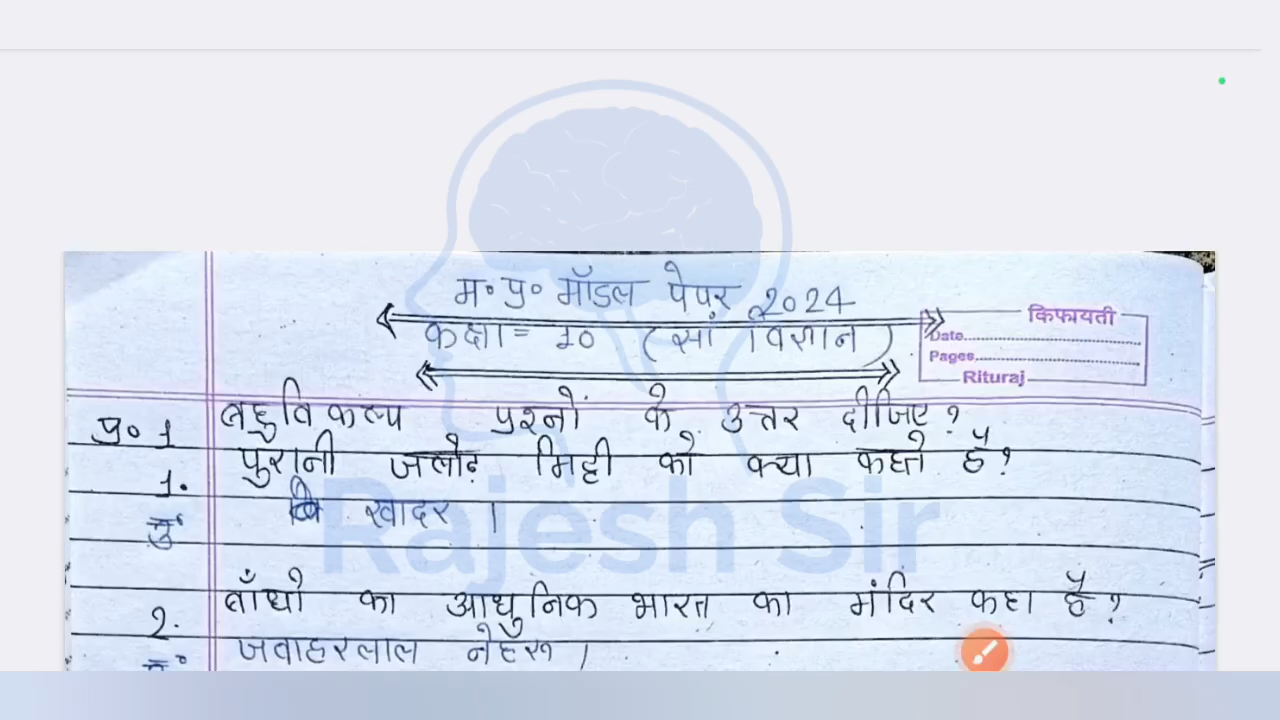 म॰ प्र॰ मॉडल पेपर 2024
कक्षा = 10 (सा॰ विज्ञान)
किफायती
Date
Pages
Rituraj
प्र॰ 1 बहुविकल्प प्रश्नों के उत्तर दीजिए?
1. पुरानी जलोढ़ मिट्टी को क्या कहते हैं?
उ॰ खादर।
2. बाँधो का आधुनिक भारत का मंदिर कहा है?
जवाहरलाल नेहरू।
Rajesh Sir